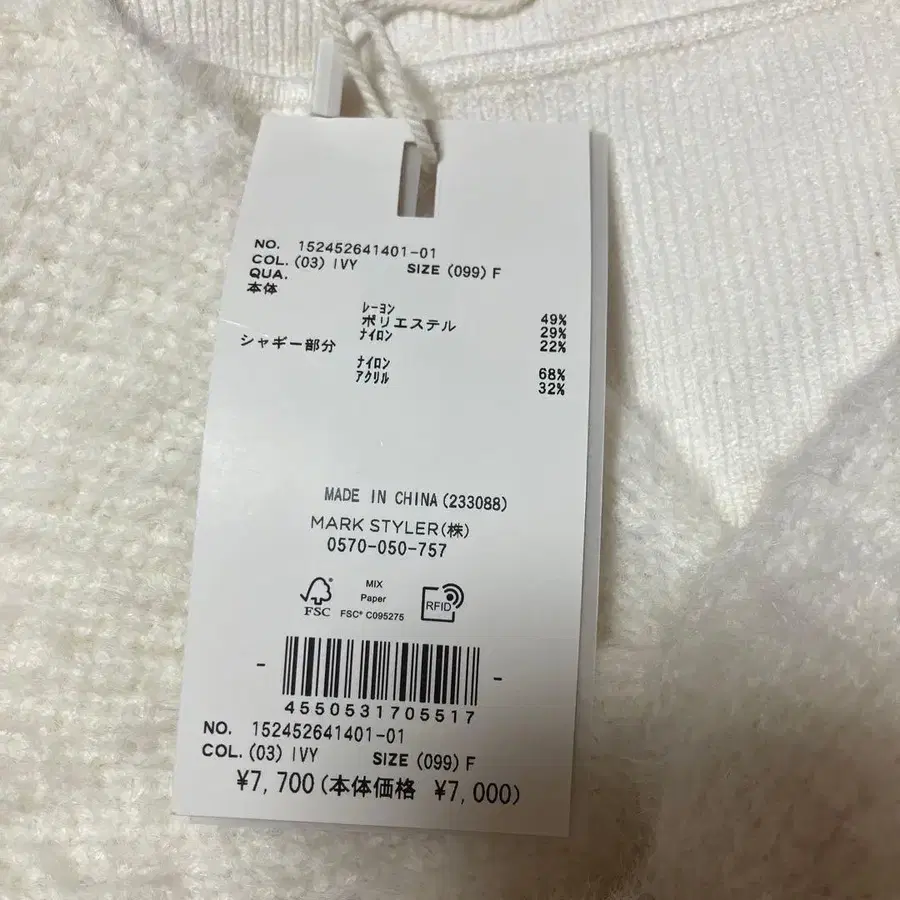 NO. 152452641401-01
COL. (03) IVY SIZE (099) F
QUA.
本体
ﾚｰﾖﾝ 49%
ポリエステル 29%
ﾅｲﾛﾝ 22%
シャギー部分
ﾅｲﾛﾝ 68%
ｱｸﾘﾙ 32%
MADE IN CHINA (233088)
MARK STYLER(株)
0570-050-757
FSC
MIX
Paper
FSC® C095275
RFID
4550531705517
NO. 152452641401-01
COL. (03) IVY SIZE (099) F
¥7,700 (本体価格 ¥7,000)